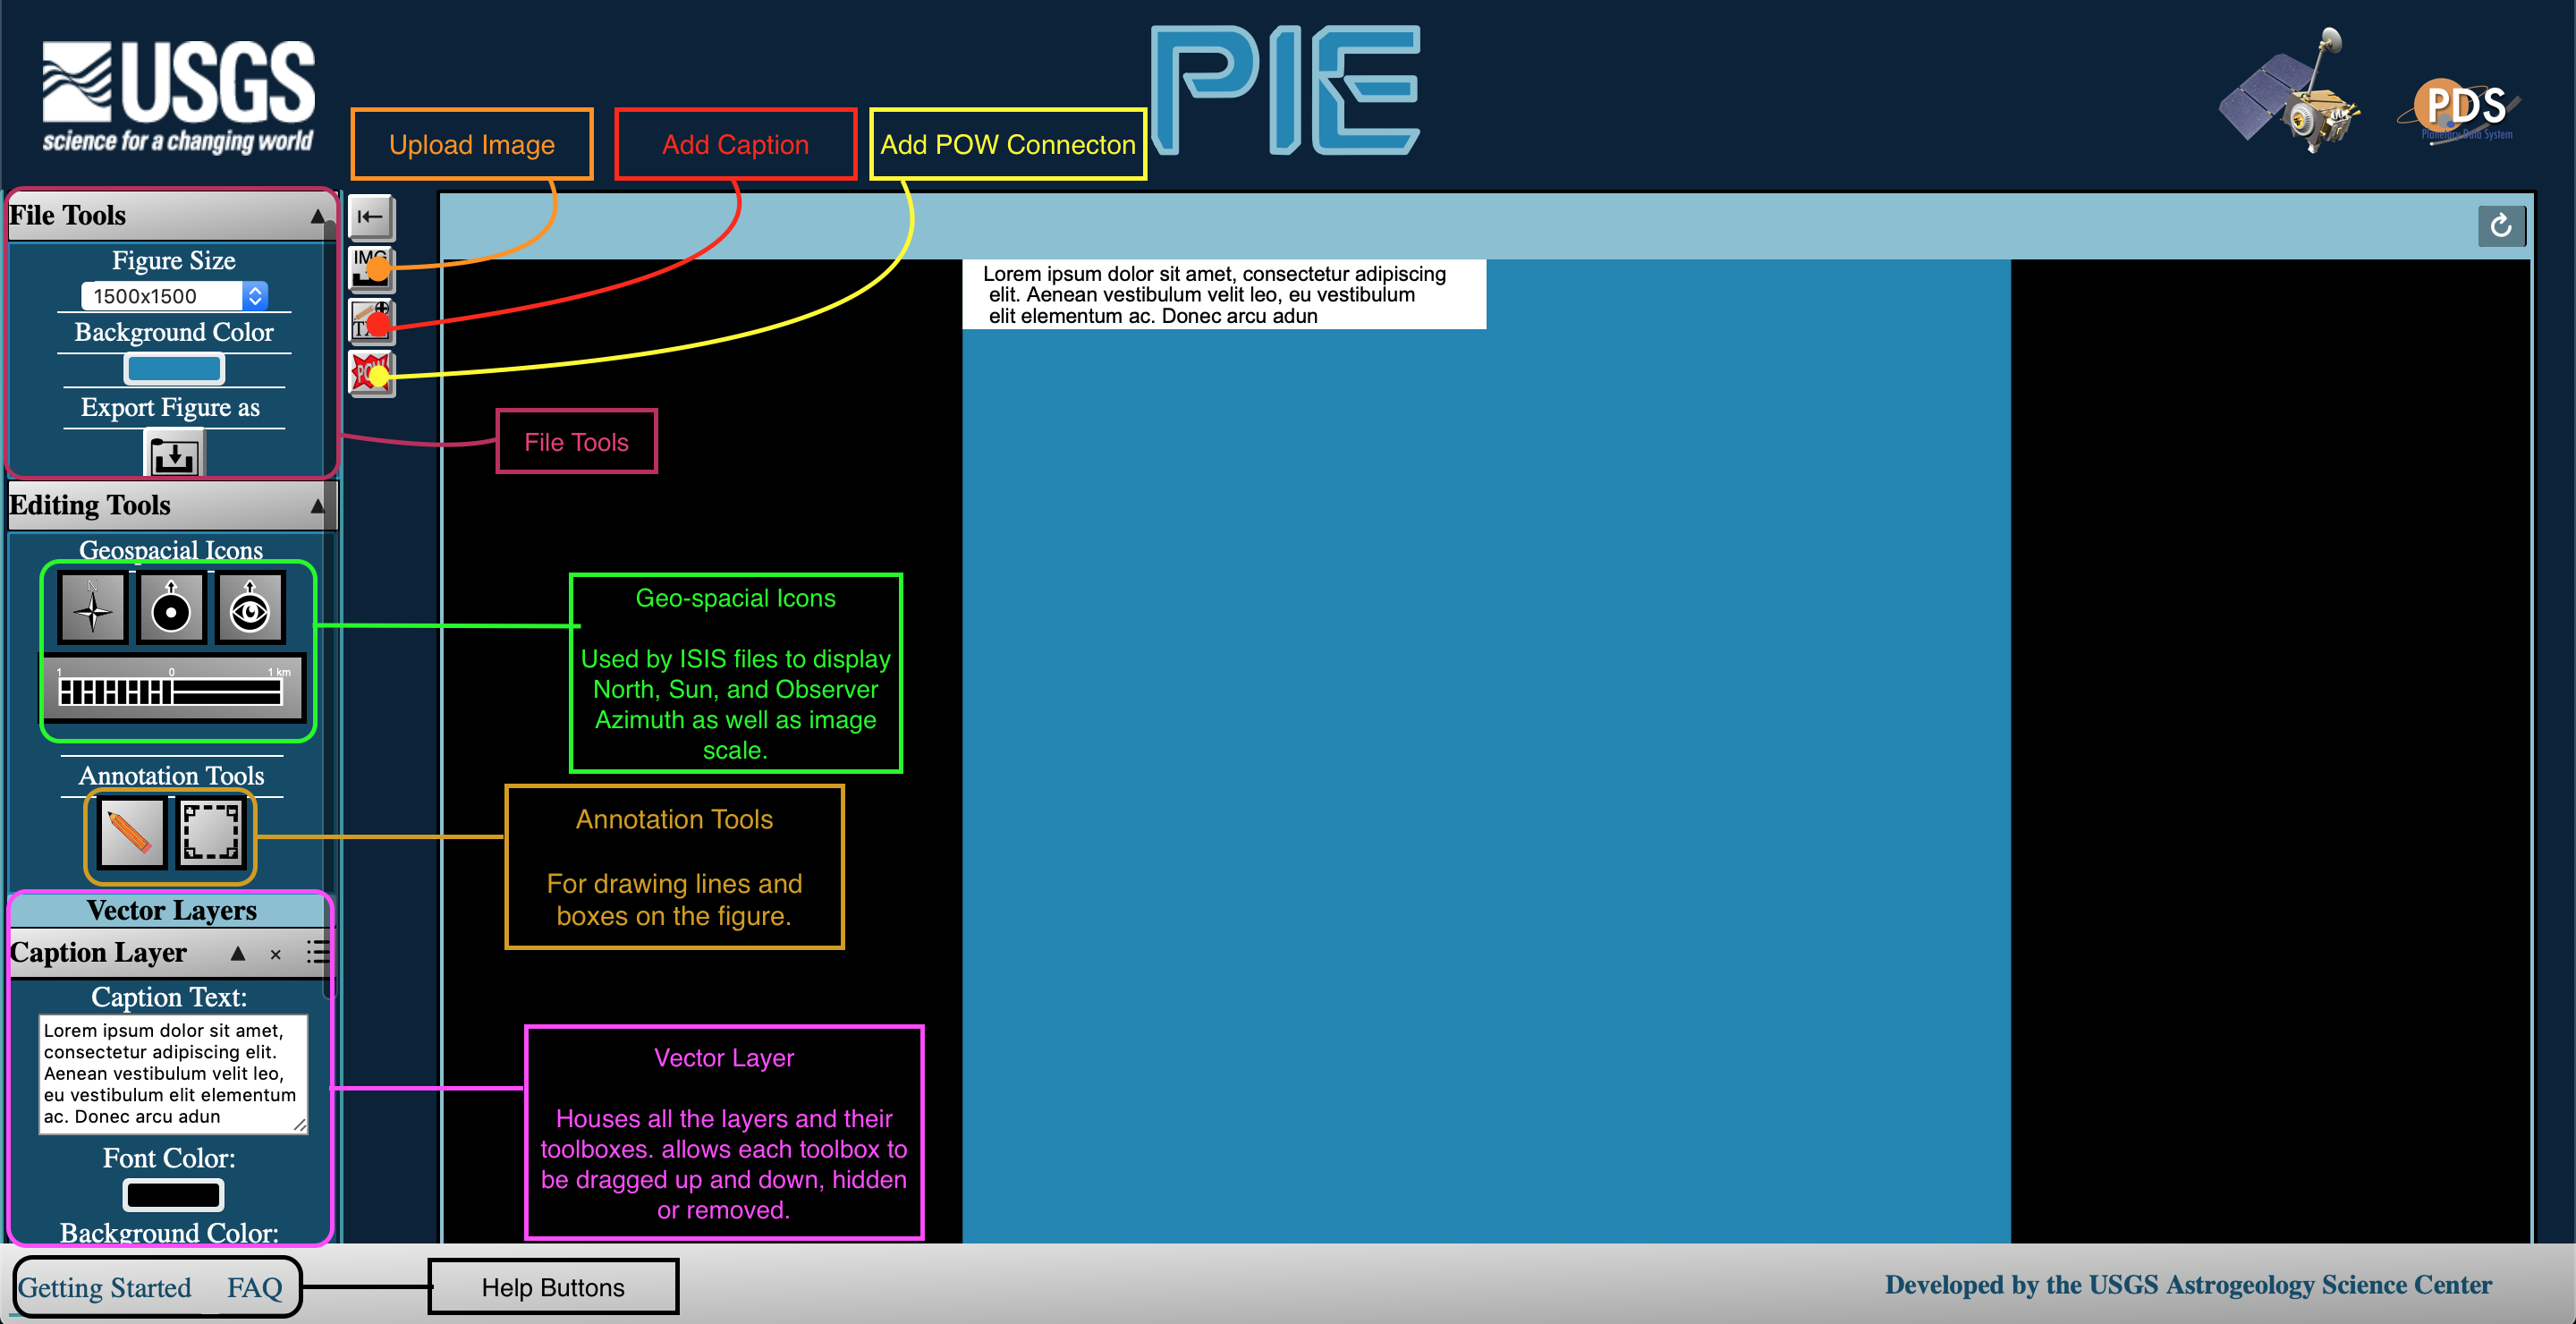 USGS
science for a changing world
PIE
PDS
Planetary Data System
Upload Image
Add Caption
Add POW Connecton
File Tools
Figure Size
1500x1500
Background Color
Export Figure as
IMG
POW
Lorem ipsum dolor sit amet, consectetur adipiscing
elit. Aenean vestibulum velit leo, eu vestibulum
elit elementum ac. Donec arcu adun
File Tools
Editing Tools
Geospacial Icons
N
1 0 1 km
Geo-spacial Icons
Used by ISIS files to display
North, Sun, and Observer
Azimuth as well as image
scale.
Annotation Tools
Annotation Tools
For drawing lines and
boxes on the figure.
Vector Layers
Caption Layer
Caption Text:
Lorem ipsum dolor sit amet,
consectetur adipiscing elit.
Aenean vestibulum velit leo,
eu vestibulum elit elementum
ac. Donec arcu adun
Font Color:
Background Color:
Vector Layer
Houses all the layers and their
toolboxes. allows each toolbox to
be dragged up and down, hidden
or removed.
Getting Started FAQ
Help Buttons
Developed by the USGS Astrogeology Science Center